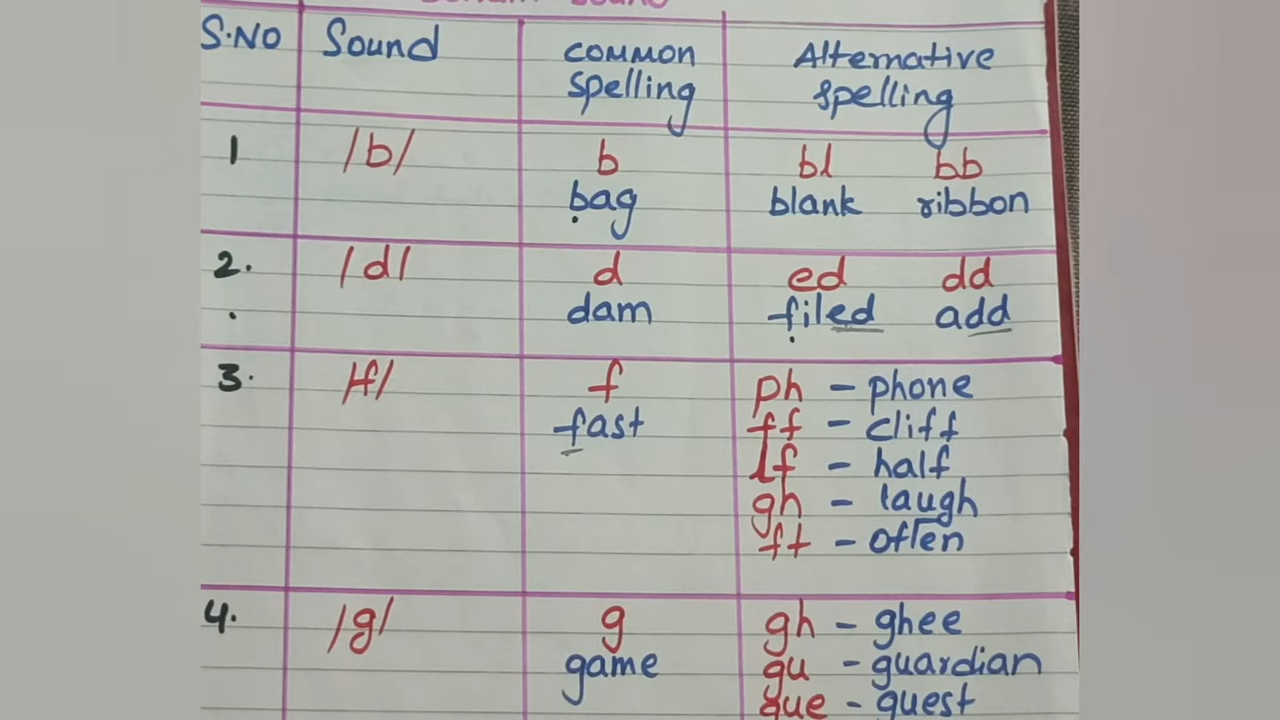 S.NO Sound Common Spelling Alternative Spelling
1 /b/ b bl bb
bag blank ribbon
2. /d/ d ed dd
dam filed add
3. /f/ f ph - phone
fast ff - cliff
lf - half
gh - laugh
ft - often
4. /g/ g gh - ghee
game gu - guardian
gue - guest